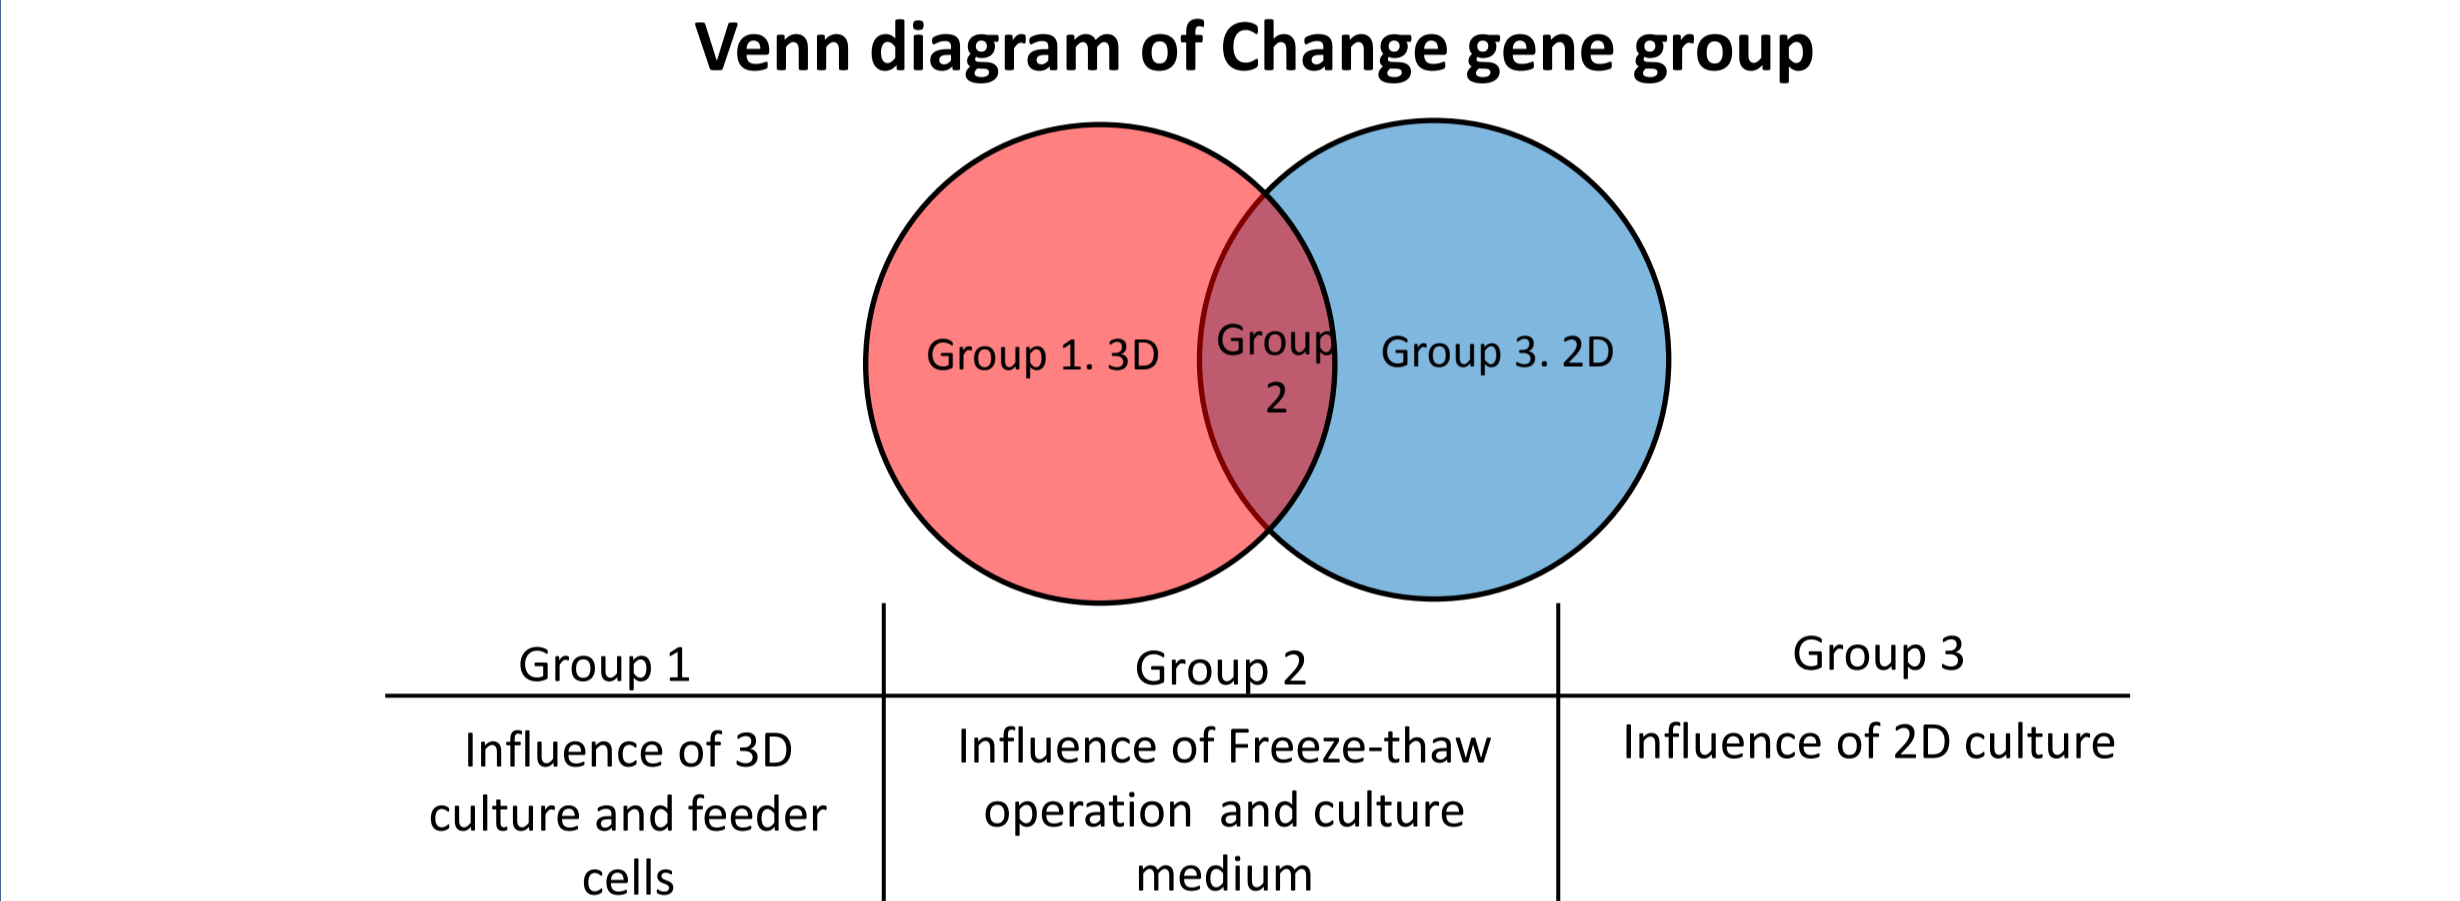 Venn diagram of Change gene group
Group 1. 3D
Group
2
Group 3. 2D
Group 1
Group 2
Group 3
Influence of 3D
culture and feeder
cells
Influence of Freeze-thaw
operation  and culture
medium
Influence of 2D culture